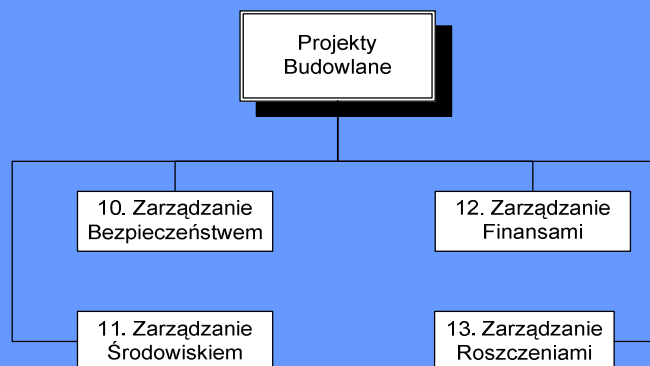 Projekty
Budowlane
10. Zarządzanie
Bezpieczeństwem
12. Zarządzanie
Finansami
11. Zarządzanie
Środowiskiem
13. Zarządzanie
Roszczeniami